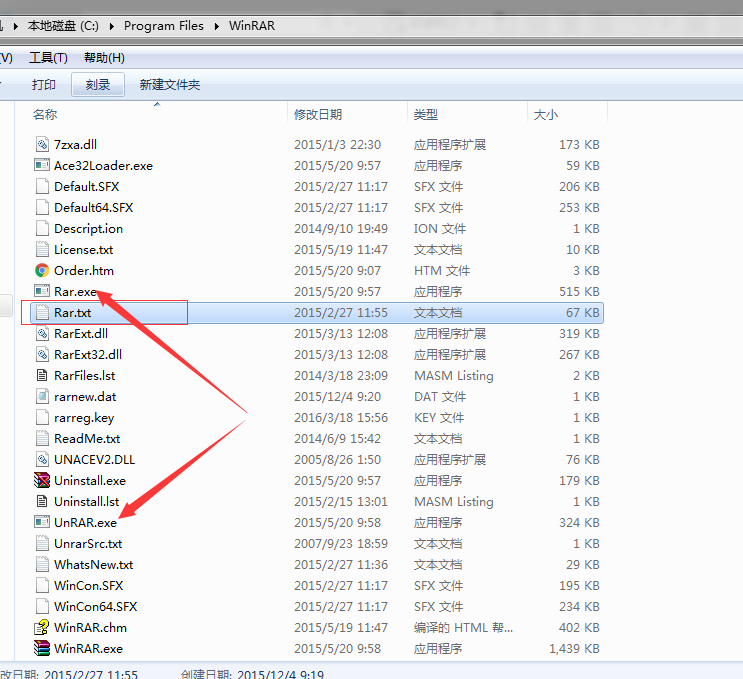 本地磁盘 (C:) Program Files WinRAR
(V) 工具(T) 帮助(H)
打印 刻录 新建文件夹
名称 修改日期 类型 大小
7zxa.dll 2015/1/3 22:30 应用程序扩展 173 KB
Ace32Loader.exe 2015/5/20 9:57 应用程序 59 KB
Default.SFX 2015/2/27 11:17 SFX 文件 206 KB
Default64.SFX 2015/2/27 11:17 SFX 文件 253 KB
Descript.ion 2014/9/10 19:49 ION 文件 1 KB
License.txt 2015/5/19 11:47 文本文档 10 KB
Order.htm 2015/5/20 9:07 HTM 文件 3 KB
Rar.exe 2015/5/20 9:57 应用程序 515 KB
Rar.txt 2015/2/27 11:55 文本文档 67 KB
RarExt.dll 2015/3/13 12:08 应用程序扩展 319 KB
RarExt32.dll 2015/3/13 12:08 应用程序扩展 267 KB
RarFiles.lst 2014/3/18 23:09 MASM Listing 2 KB
rarnew.dat 2015/12/4 9:20 DAT 文件 1 KB
rarreg.key 2016/3/18 15:56 KEY 文件 1 KB
ReadMe.txt 2014/6/9 15:42 文本文档 1 KB
UNACEV2.DLL 2005/8/26 1:50 应用程序扩展 76 KB
Uninstall.exe 2015/5/20 9:57 应用程序 179 KB
Uninstall.lst 2015/2/15 13:01 MASM Listing 1 KB
UnRAR.exe 2015/5/20 9:58 应用程序 324 KB
UnrarSrc.txt 2007/9/23 18:59 文本文档 1 KB
WhatsNew.txt 2015/2/27 11:36 文本文档 29 KB
WinCon.SFX 2015/2/27 11:17 SFX 文件 195 KB
WinCon64.SFX 2015/2/27 11:17 SFX 文件 234 KB
WinRAR.chm 2015/5/19 11:47 编译的 HTML 帮... 402 KB
WinRAR.exe 2015/5/20 9:58 应用程序 1,439 KB
改日期: 2015/2/27 11:55 创建日期: 2015/12/4 9:19